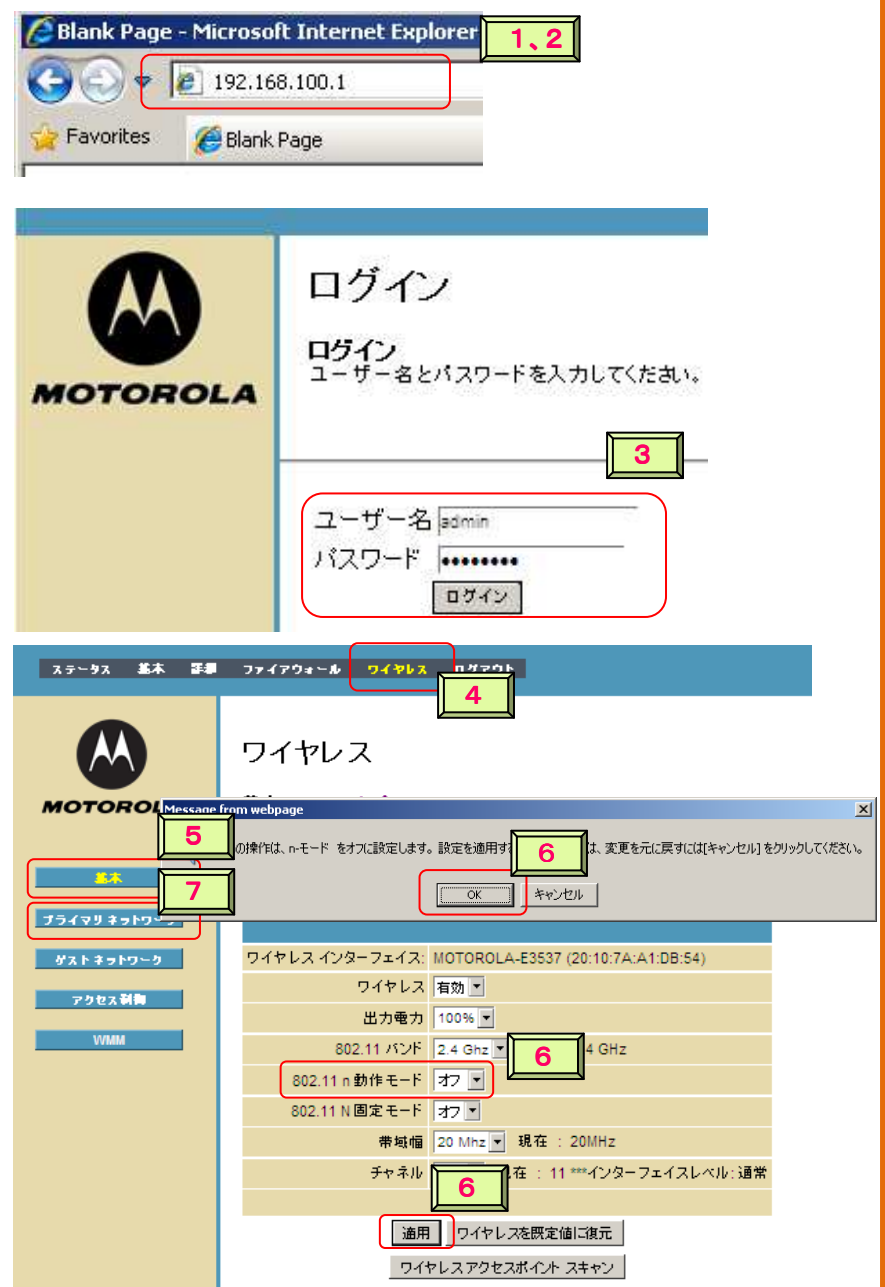 Blank Page - Microsoft Internet Explorer
1、2
192.168.100.1
Favorites
Blank Page
MOTOROLA
ログイン
ログイン
ユーザー名とパスワードを入力してください。
3
ユーザー名 admin
パスワード ••••••••
ログイン
ステータス 基本 詳細 ファイアウォール ワイヤレス ログアウト
4
MOTOROL
ワイヤレス
Message from webpage
5
の操作は、n-モード をオフに設定します。設定を適用す
6
は、変更を元に戻すには[キャンセル] をクリックしてください。
OK キャンセル
基本
7
プライマリ ネットワーク
ゲスト ネットワーク
アクセス制御
WMM
ワイヤレス インターフェイス: MOTOROLA-E3537 (20:10:7A:A1:DB:54)
ワイヤレス 有効
出力電力 100%
802.11 バンド 2.4 Ghz 4 GHz
6
802.11 n 動作モード オフ
802.11 N 固定モード オフ
帯域幅 20 Mhz 現在 : 20MHz
チャネル 在 : 11 ***インターフェイスレベル: 通常
6
適用 ワイヤレスを既定値に復元
ワイヤレスアクセスポイント スキャン